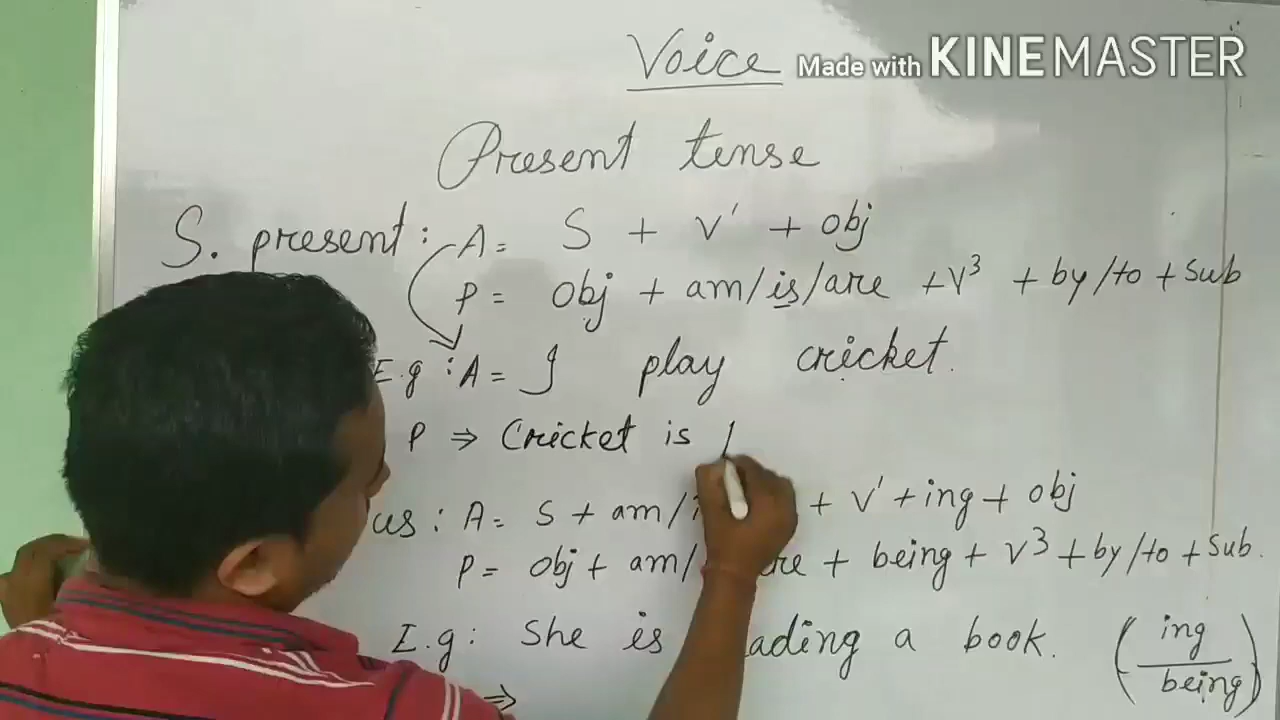 Voice Made with KINEMASTER
Present tense
S. present : A = S + V' + obj
P = Obj + am/is/are + V³ + by/to + Sub
E.g : A = I play cricket.
P ⇒ Cricket is
us : A = S + am/ + V' + ing + obj
P = Obj + am/ + being + V³ + by/to + Sub.
E.g : She is a book. (ing/being)
⇒